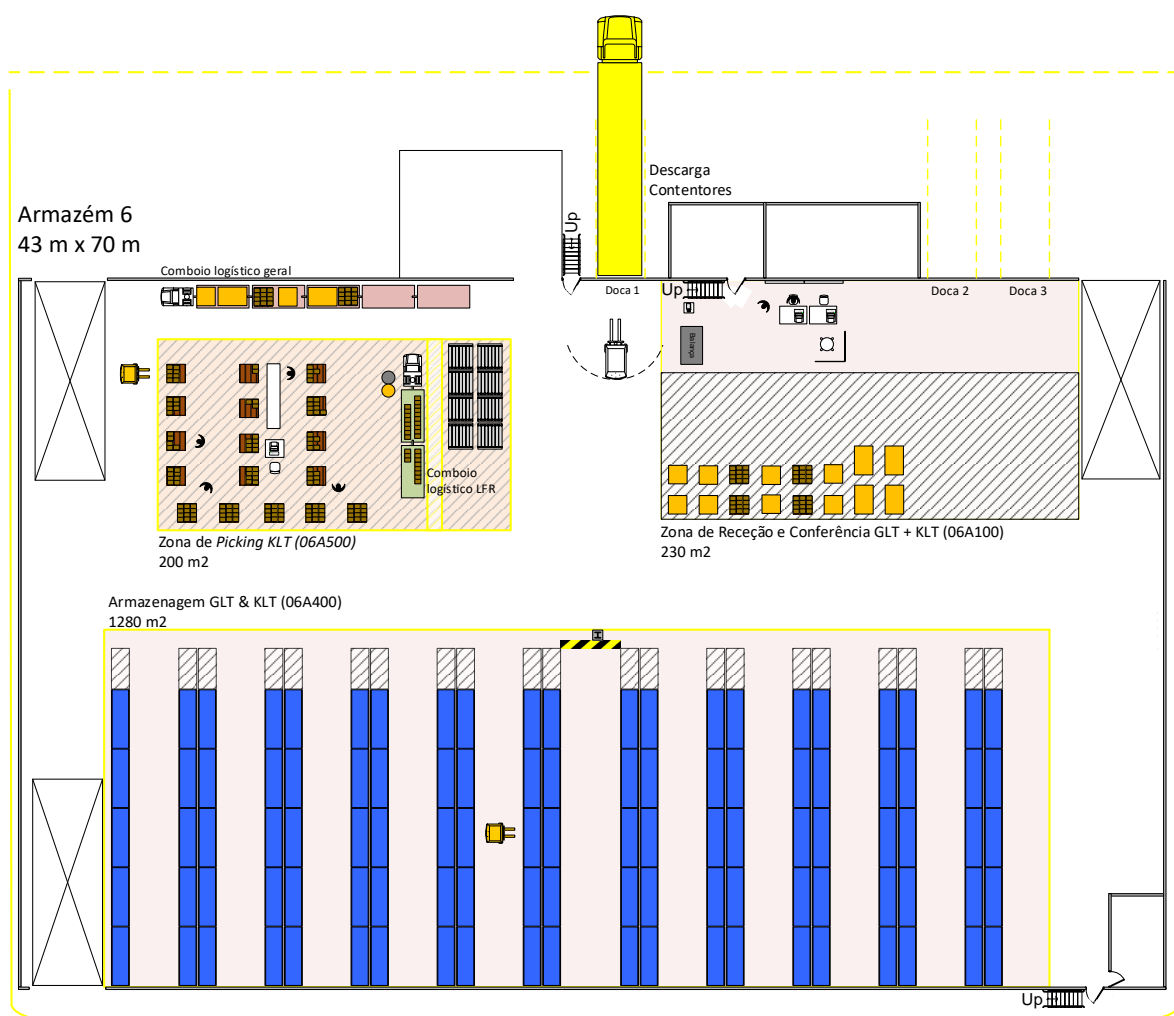 Descarga
Contentores
Armazém 6
43 m x 70 m
Up
Comboio logístico geral
Doca 1
Up
Doca 2
Doca 3
Balança
Comboio
logístico LFR
Zona de Picking KLT (06A500)
200 m2
Zona de Receção e Conferência GLT + KLT (06A100)
230 m2
Armazenagem GLT & KLT (06A400)
1280 m2
H
Up